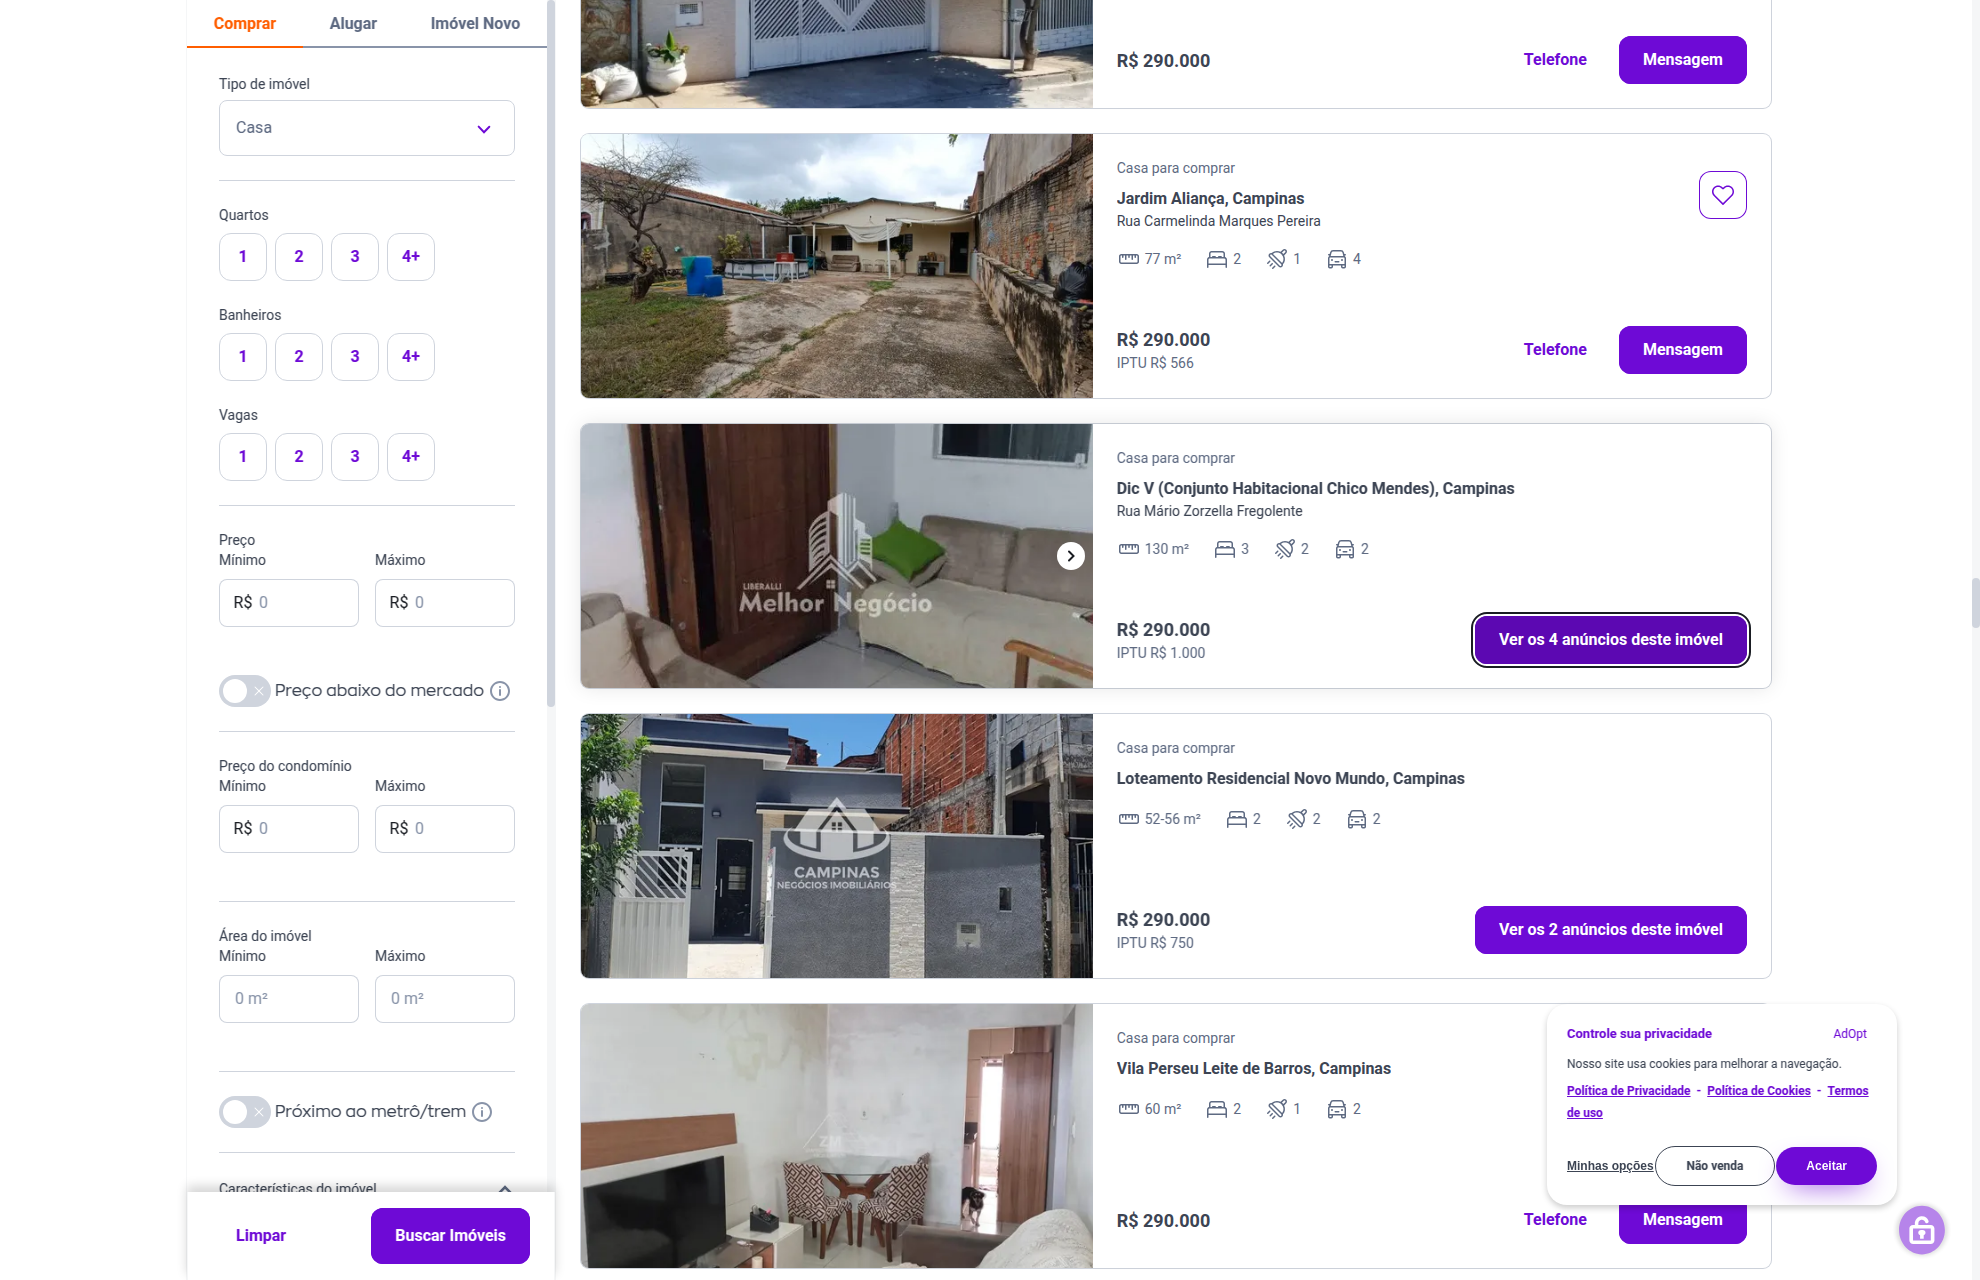 Comprar
Alugar
Imóvel Novo
Tipo de imóvel
Casa
Quartos
1
2
3
4+
Banheiros
1
2
3
4+
Vagas
1
2
3
4+
Preço
Mínimo
Máximo
R$ 0
R$ 0
Preço abaixo do mercado
Preço do condomínio
Mínimo
Máximo
R$ 0
R$ 0
Área do imóvel
Mínimo
Máximo
0 m²
0 m²
Próximo ao metrô/trem
Características do imóvel
Limpar
Buscar Imóveis
R$ 290.000
Telefone
Mensagem
Casa para comprar
Jardim Aliança, Campinas
Rua Carmelinda Marques Pereira
77 m²
2
1
4
R$ 290.000
IPTU R$ 566
Telefone
Mensagem
LIBERALLI
Melhor Negócio
Casa para comprar
Dic V (Conjunto Habitacional Chico Mendes), Campinas
Rua Mário Zorzella Fregolente
130 m²
3
2
2
R$ 290.000
IPTU R$ 1.000
Ver os 4 anúncios deste imóvel
CAMPINAS
NEGÓCIOS IMOBILIÁRIOS
Casa para comprar
Loteamento Residencial Novo Mundo, Campinas
52-56 m²
2
2
2
R$ 290.000
IPTU R$ 750
Ver os 2 anúncios deste imóvel
ZM
Casa para comprar
Vila Perseu Leite de Barros, Campinas
60 m²
2
1
2
R$ 290.000
Telefone
Mensagem
Controle sua privacidade
AdOpt
Nosso site usa cookies para melhorar a navegação.
Política de Privacidade - Política de Cookies - Termos
de uso
Minhas opções
Não venda
Aceitar